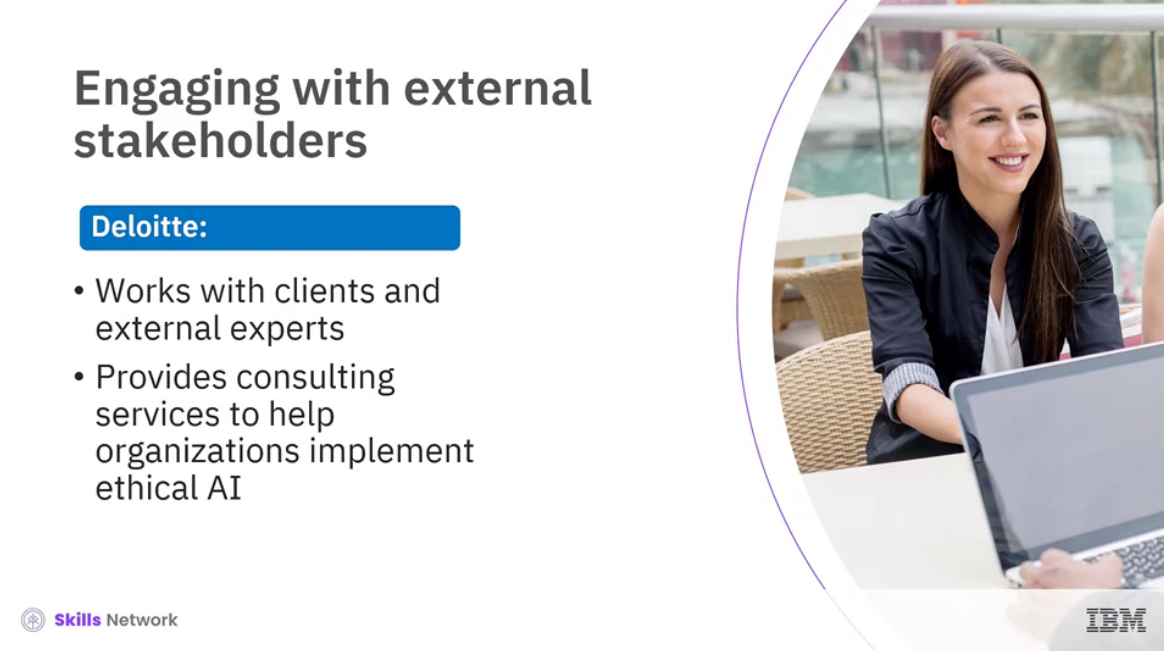 Engaging with external
stakeholders
Deloitte:
• Works with clients and
external experts
• Provides consulting
services to help
organizations implement
ethical AI
Skills Network
IBM